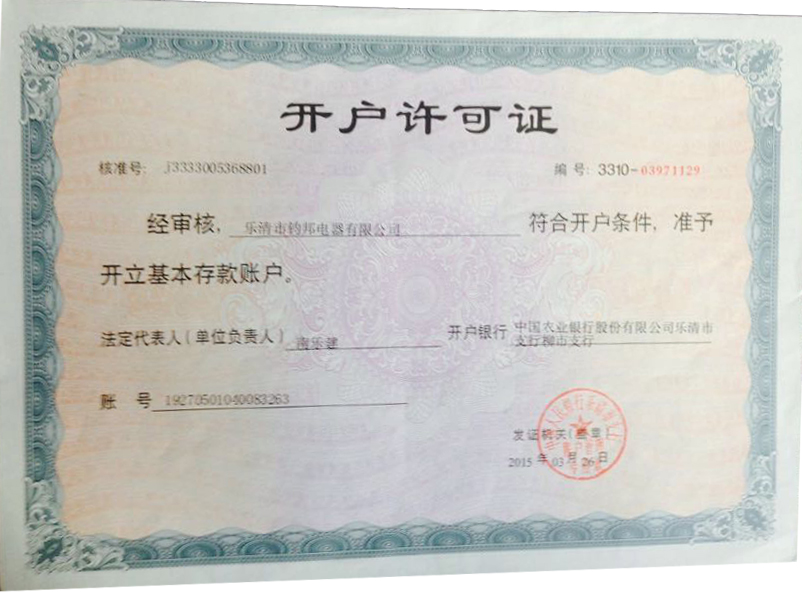 开户许可证
核准号: J3333005368801 编号: 3310-03971129
经审核, 乐清市钧邦电器有限公司 符合开户条件, 准予
开立基本存款账户。
法定代表人(单位负责人) 南乐建 开户银行 中国农业银行股份有限公司乐清市
支行柳市支行
账 号 19270501040083263
发证机关(盖章)
2015 年 03 月 26 日